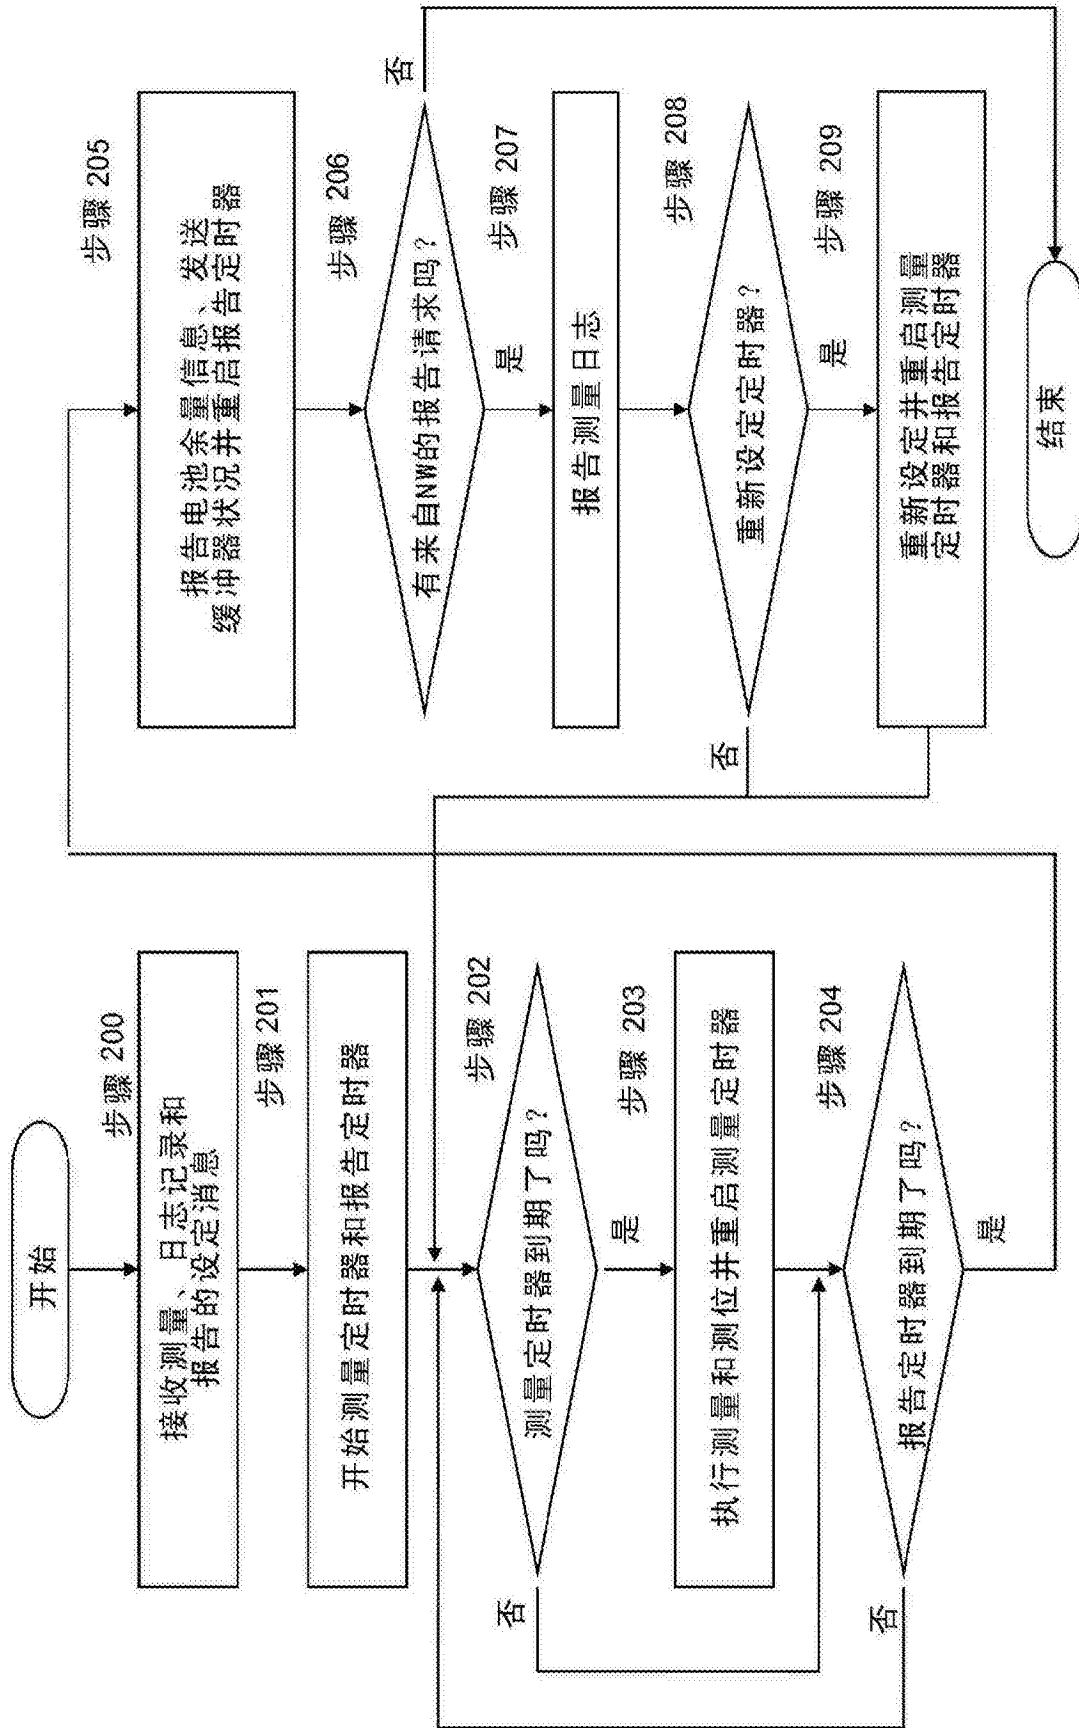 开始
步骤 200
接收测量、日志记录和
报告的设定消息
步骤 201
开始测量定时器和报告定时器
步骤 202
测量定时器到期了吗？
否
是
步骤 203
执行测量和测位并重启测量定时器
步骤 204
报告定时器到期了吗？
否
是
步骤 205
报告电池余量信息、发送
缓冲器状况并重启报告定时器
步骤 206
有来自NW的报告请求吗？
否
是
步骤 207
报告测量日志
步骤 208
重新设定定时器？
否
是
步骤 209
重新设定并重启测量
定时器和报告定时器
结束